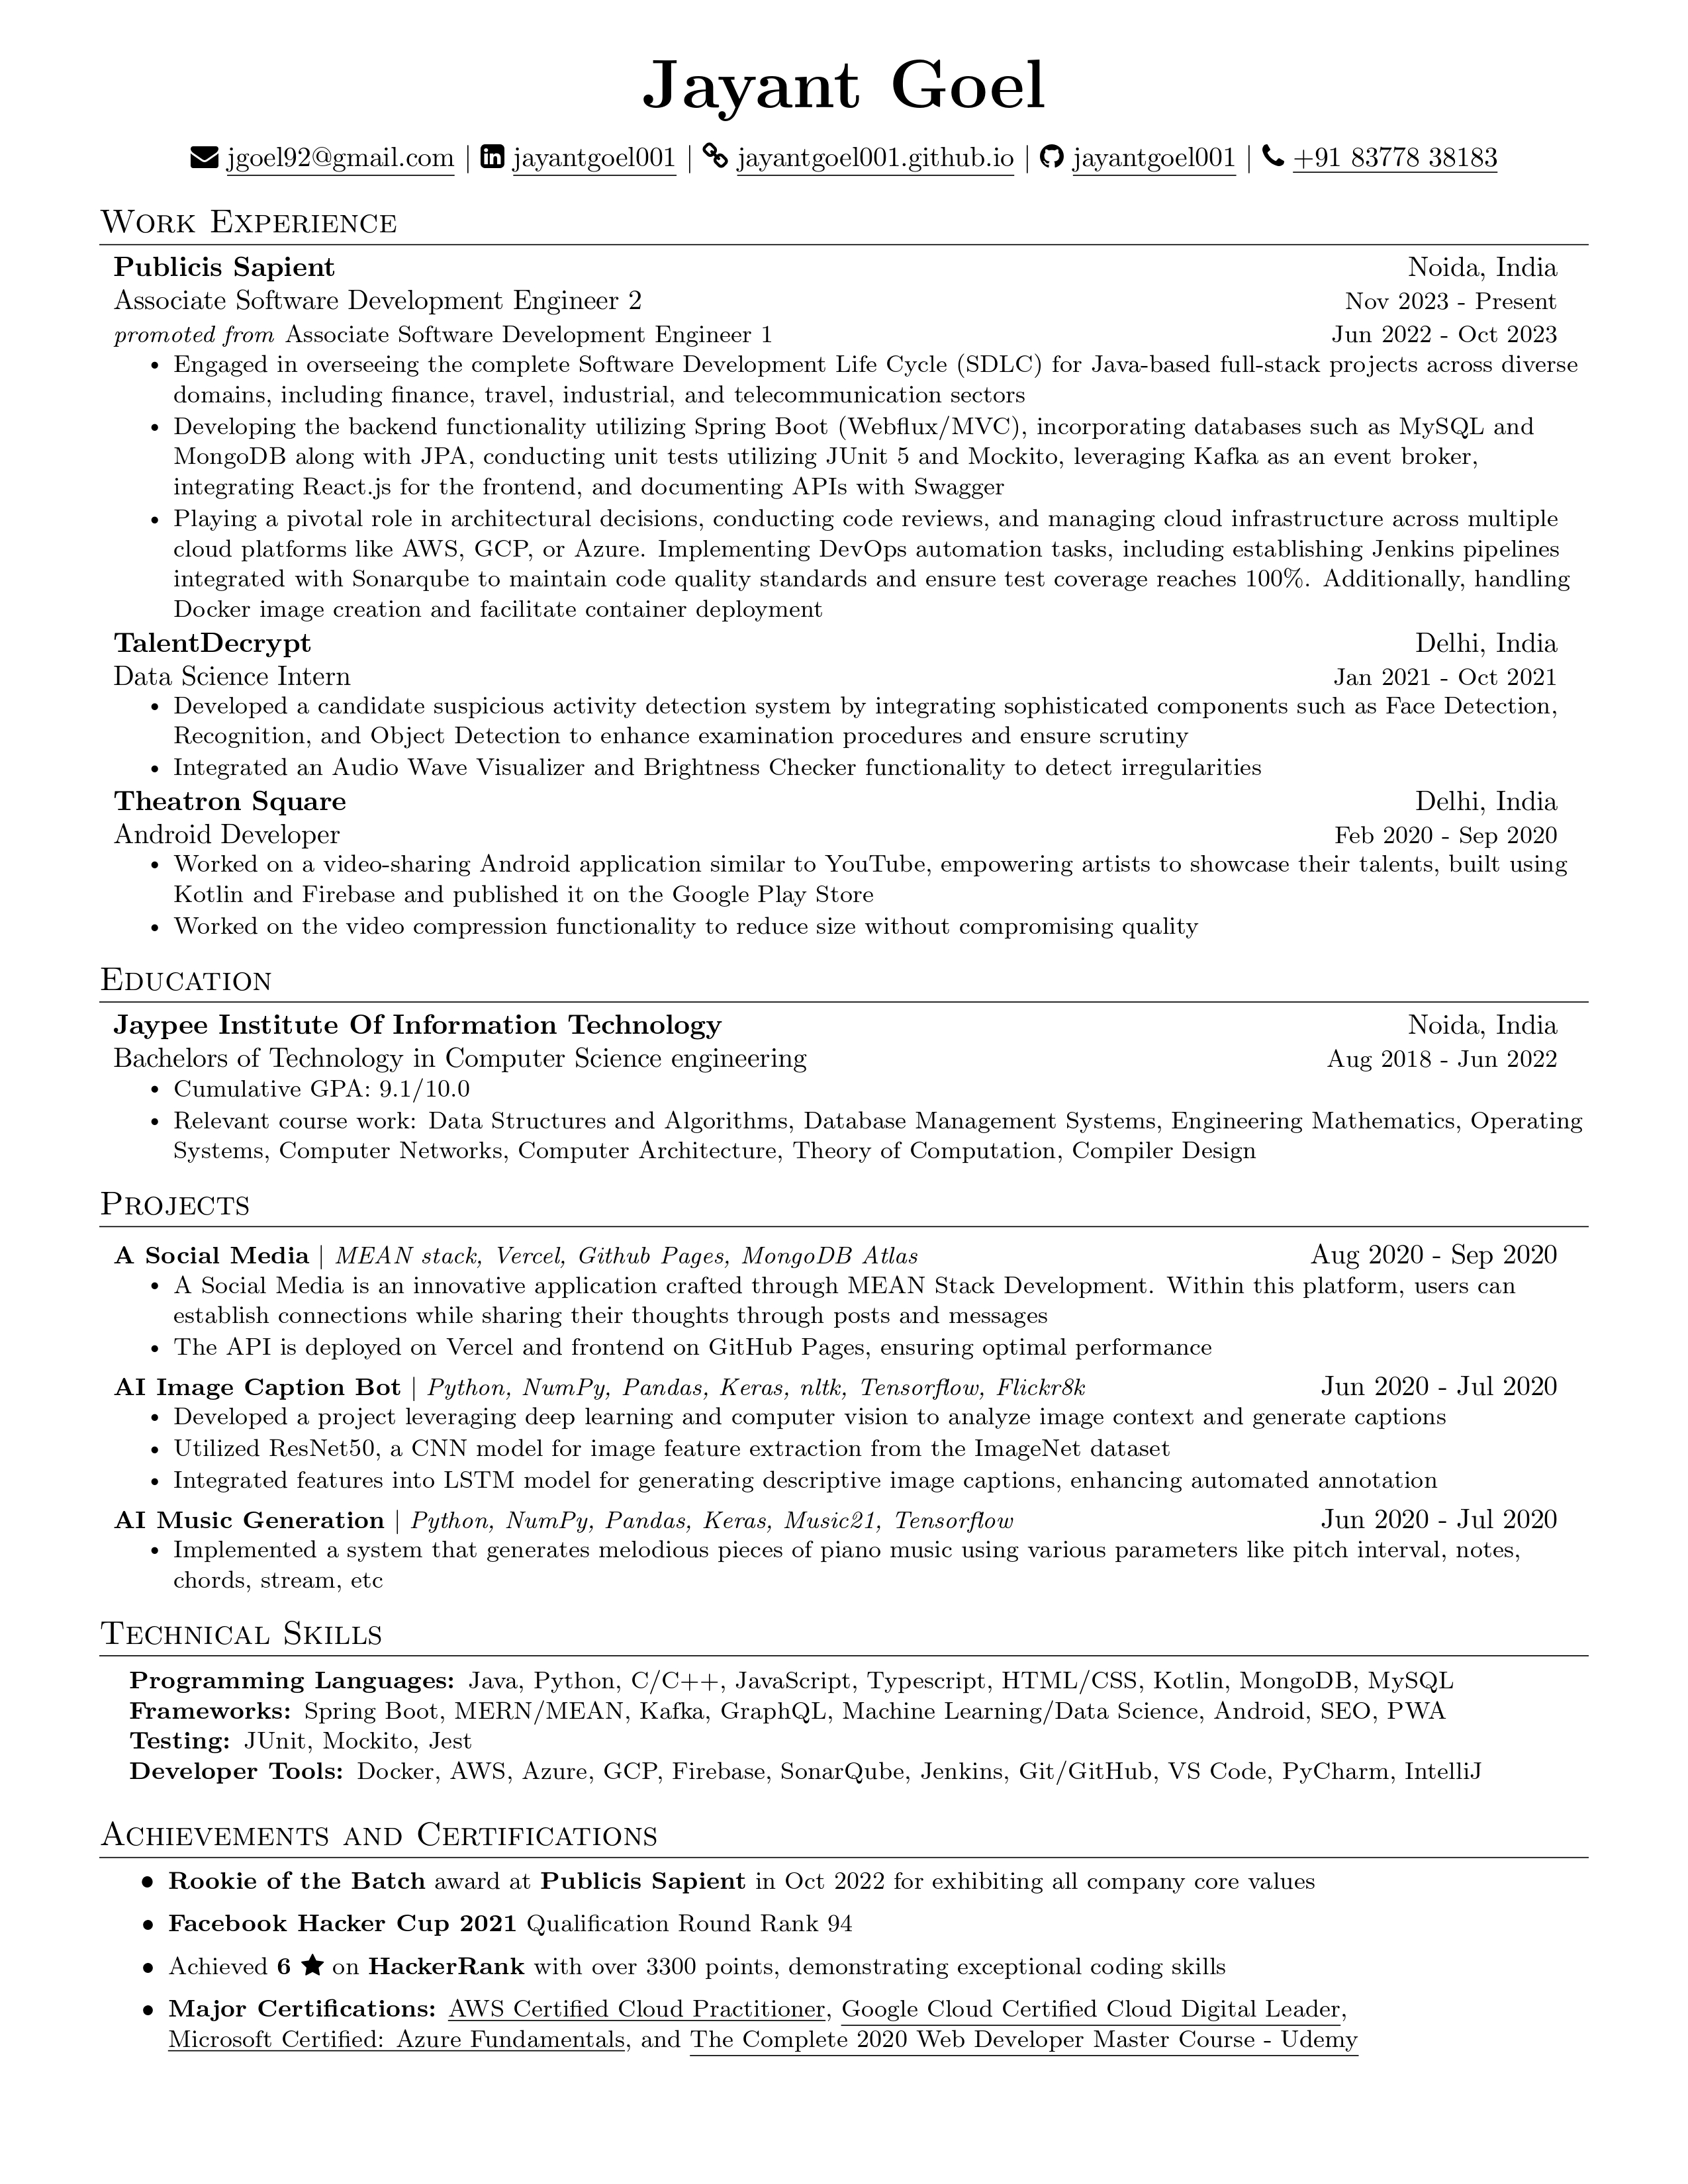 Jayant Goel
jgoel92@gmail.com | jayantgoel001 | jayantgoel001.github.io | jayantgoel001 | +91 83778 38183
Work Experience
Publicis Sapient Noida, India
Associate Software Development Engineer 2 Nov 2023 - Present
promoted from Associate Software Development Engineer 1 Jun 2022 - Oct 2023
• Engaged in overseeing the complete Software Development Life Cycle (SDLC) for Java-based full-stack projects across diverse
domains, including finance, travel, industrial, and telecommunication sectors
• Developing the backend functionality utilizing Spring Boot (Webflux/MVC), incorporating databases such as MySQL and
MongoDB along with JPA, conducting unit tests utilizing JUnit 5 and Mockito, leveraging Kafka as an event broker,
integrating React.js for the frontend, and documenting APIs with Swagger
• Playing a pivotal role in architectural decisions, conducting code reviews, and managing cloud infrastructure across multiple
cloud platforms like AWS, GCP, or Azure. Implementing DevOps automation tasks, including establishing Jenkins pipelines
integrated with Sonarqube to maintain code quality standards and ensure test coverage reaches 100%. Additionally, handling
Docker image creation and facilitate container deployment
TalentDecrypt Delhi, India
Data Science Intern Jan 2021 - Oct 2021
• Developed a candidate suspicious activity detection system by integrating sophisticated components such as Face Detection,
Recognition, and Object Detection to enhance examination procedures and ensure scrutiny
• Integrated an Audio Wave Visualizer and Brightness Checker functionality to detect irregularities
Theatron Square Delhi, India
Android Developer Feb 2020 - Sep 2020
• Worked on a video-sharing Android application similar to YouTube, empowering artists to showcase their talents, built using
Kotlin and Firebase and published it on the Google Play Store
• Worked on the video compression functionality to reduce size without compromising quality
Education
Jaypee Institute Of Information Technology Noida, India
Bachelors of Technology in Computer Science engineering Aug 2018 - Jun 2022
• Cumulative GPA: 9.1/10.0
• Relevant course work: Data Structures and Algorithms, Database Management Systems, Engineering Mathematics, Operating
Systems, Computer Networks, Computer Architecture, Theory of Computation, Compiler Design
Projects
A Social Media | MEAN stack, Vercel, Github Pages, MongoDB Atlas Aug 2020 - Sep 2020
• A Social Media is an innovative application crafted through MEAN Stack Development. Within this platform, users can
establish connections while sharing their thoughts through posts and messages
• The API is deployed on Vercel and frontend on GitHub Pages, ensuring optimal performance
AI Image Caption Bot | Python, NumPy, Pandas, Keras, nltk, Tensorflow, Flickr8k Jun 2020 - Jul 2020
• Developed a project leveraging deep learning and computer vision to analyze image context and generate captions
• Utilized ResNet50, a CNN model for image feature extraction from the ImageNet dataset
• Integrated features into LSTM model for generating descriptive image captions, enhancing automated annotation
AI Music Generation | Python, NumPy, Pandas, Keras, Music21, Tensorflow Jun 2020 - Jul 2020
• Implemented a system that generates melodious pieces of piano music using various parameters like pitch interval, notes,
chords, stream, etc
Technical Skills
Programming Languages: Java, Python, C/C++, JavaScript, Typescript, HTML/CSS, Kotlin, MongoDB, MySQL
Frameworks: Spring Boot, MERN/MEAN, Kafka, GraphQL, Machine Learning/Data Science, Android, SEO, PWA
Testing: JUnit, Mockito, Jest
Developer Tools: Docker, AWS, Azure, GCP, Firebase, SonarQube, Jenkins, Git/GitHub, VS Code, PyCharm, IntelliJ
Achievements and Certifications
• Rookie of the Batch award at Publicis Sapient in Oct 2022 for exhibiting all company core values
• Facebook Hacker Cup 2021 Qualification Round Rank 94
• Achieved 6 ★ on HackerRank with over 3300 points, demonstrating exceptional coding skills
• Major Certifications: AWS Certified Cloud Practitioner, Google Cloud Certified Cloud Digital Leader,
Microsoft Certified: Azure Fundamentals, and The Complete 2020 Web Developer Master Course - Udemy